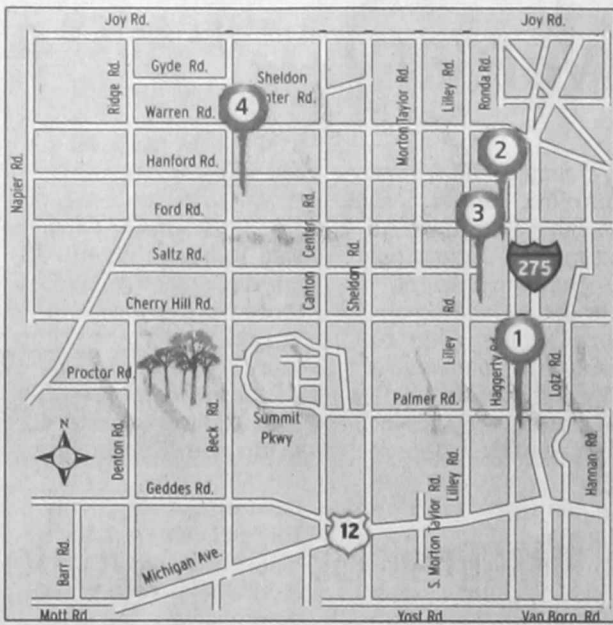 Joy Rd.
Joy Rd.
Gyde Rd.
Sheldon
nter Rd.
Ridge Rd.
Warren Rd.
4
Morton Taylor Rd.
Lilley Rd.
Ronda Rd.
Napier Rd.
Hanford Rd.
2
Ford Rd.
3
Saltz Rd.
Canton Center Rd.
Sheldon Rd.
275
Cherry Hill Rd.
Lilley Rd.
1
Haggerty Rd
Lotz Rd.
Proctor Rd.
Palmer Rd.
Beck Rd.
Summit
Pkwy
N
Denton Rd.
Geddes Rd.
Lilley Rd.
Hannan Rd.
12
S. Morton Taylor Rd.
Barr Rd.
Michigan Ave.
Mott Rd.
Yost Rd.
Van Born Rd.